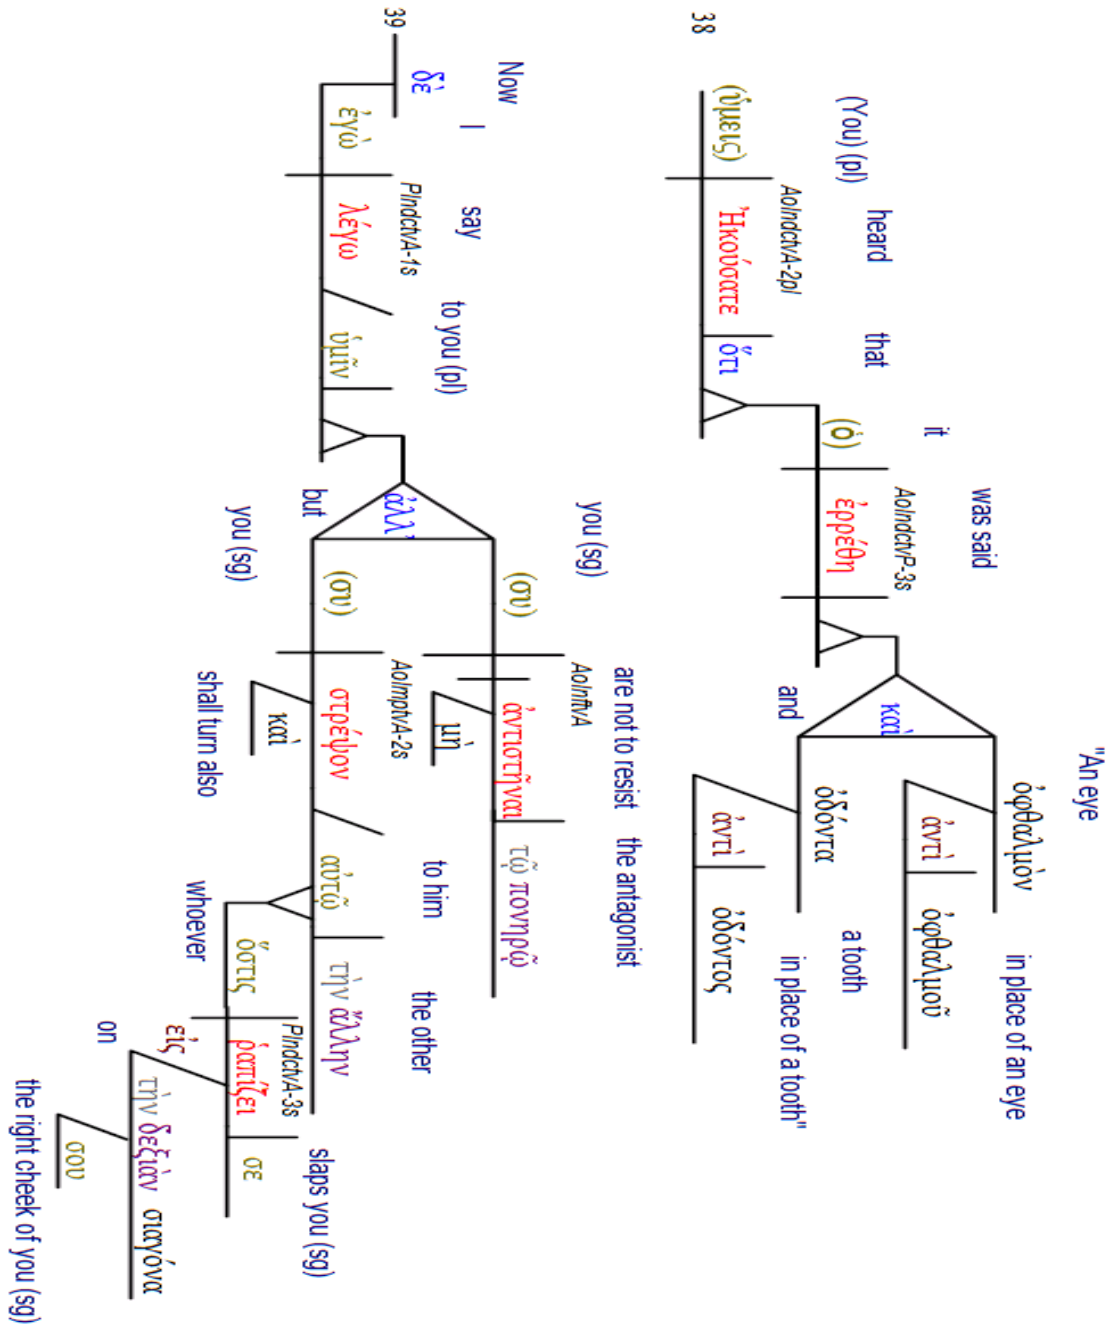 "An eye
ὀφθαλμὸν in place of an eye
was said
it
ἀντὶ ὀφθαλμοῦ
AoIndctvP-3s
καὶ
heard that
(You) (pl) a tooth
(ὁ) ἐρρέθη
ὀδόντα
AoIndctvA-2pl and in place of a tooth"
38 (ὑμεις) Ἠκούσατε ὅτι ἀντὶ ὀδόντος
are not to resist the antagonist
you (sg)
AoInftvA
Now
(συ) ἀντιστῆναι τῷ πονηρῷ
I say to you (pl)
μὴ
39 δὲ
PIndctvA-1s
ἀλλ’
to him the other
AoImptvA-2s
ἐγὼ λέγω ὑμῖν
(συ) στρέψον αὐτῷ τὴν ἄλλην
but
slaps you (sg)
καὶ
PIndctvA-3s
you (sg)
ὅστις ῥαπίζει σε
shall turn also
whoever
εἰς
τὴν δεξιὰν σιαγόνα
on
σου
the right cheek of you (sg)